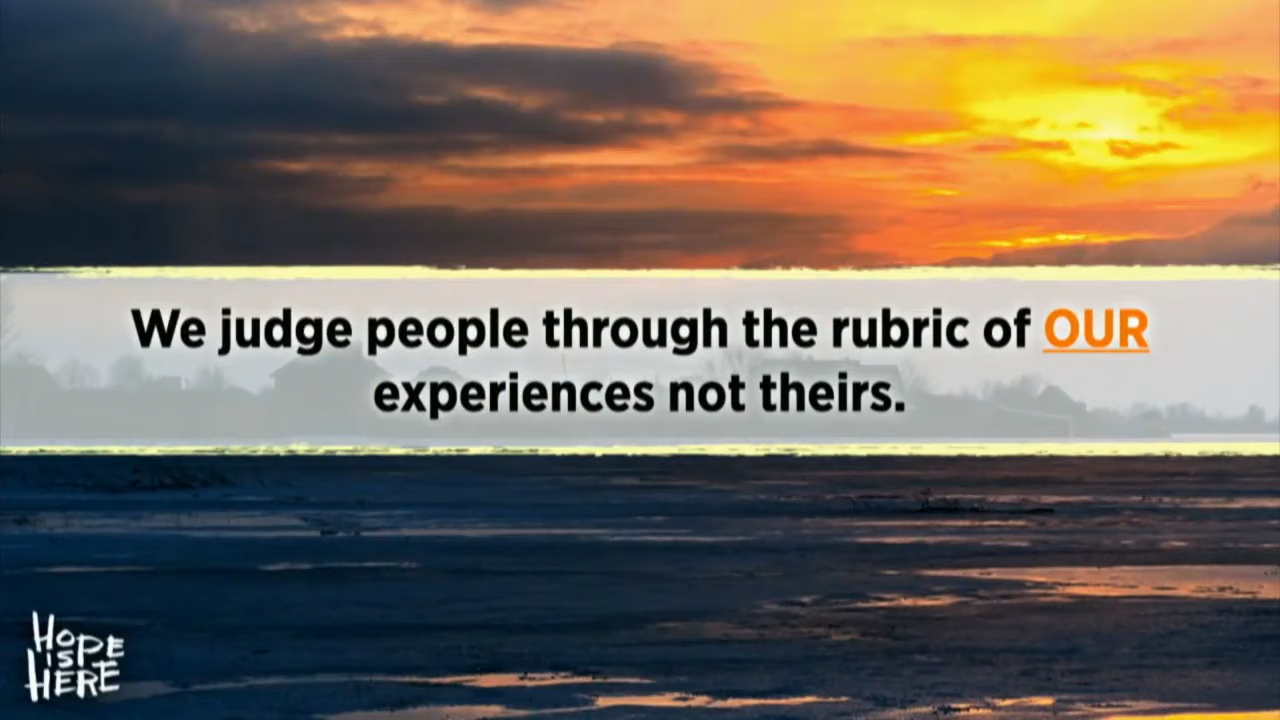 We judge people through the rubric of OUR
experiences not theirs.
HOPE
IS
HERE